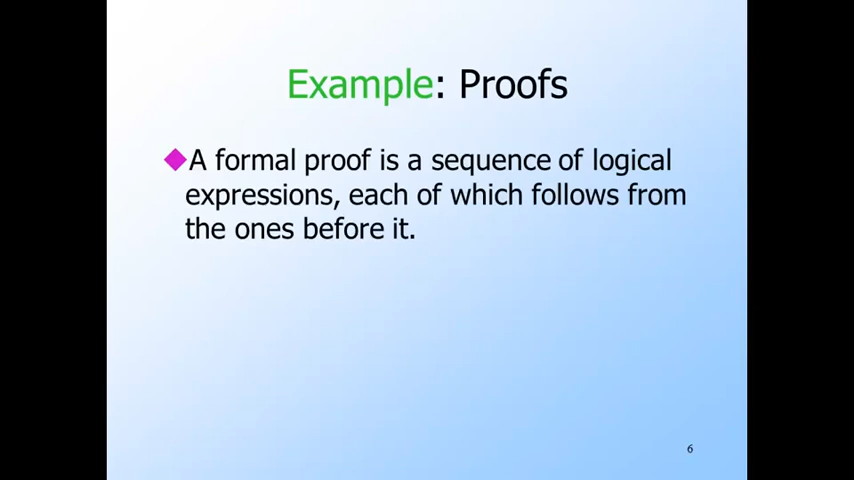 Example: Proofs
A formal proof is a sequence of logical
expressions, each of which follows from
the ones before it.
6